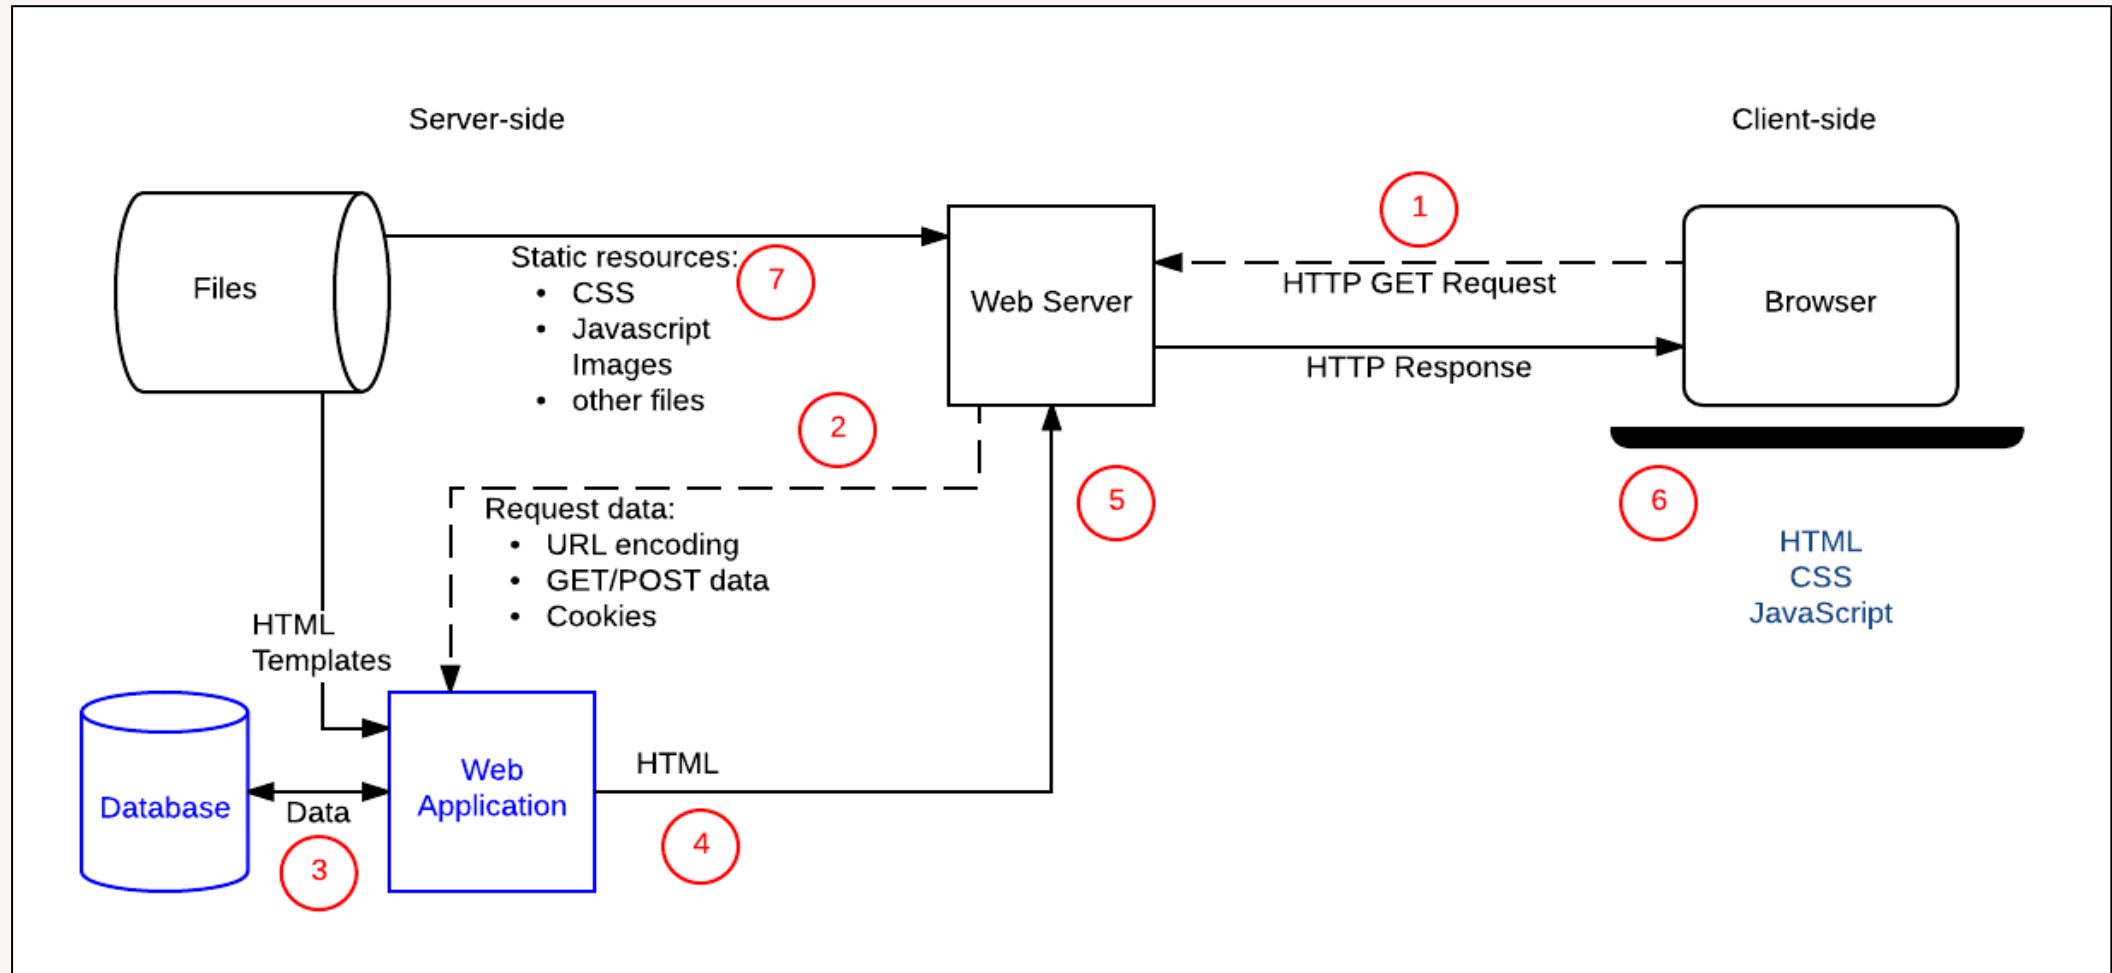 Server-side
Client-side
1
Files
Static resources:
7
• CSS
• Javascript
Images
• other files
Web Server
HTTP GET Request
HTTP Response
Browser
2
Request data:
• URL encoding
• GET/POST data
• Cookies
5
6
HTML
CSS
JavaScript
HTML
Templates
Database
Data
3
Web
Application
HTML
4